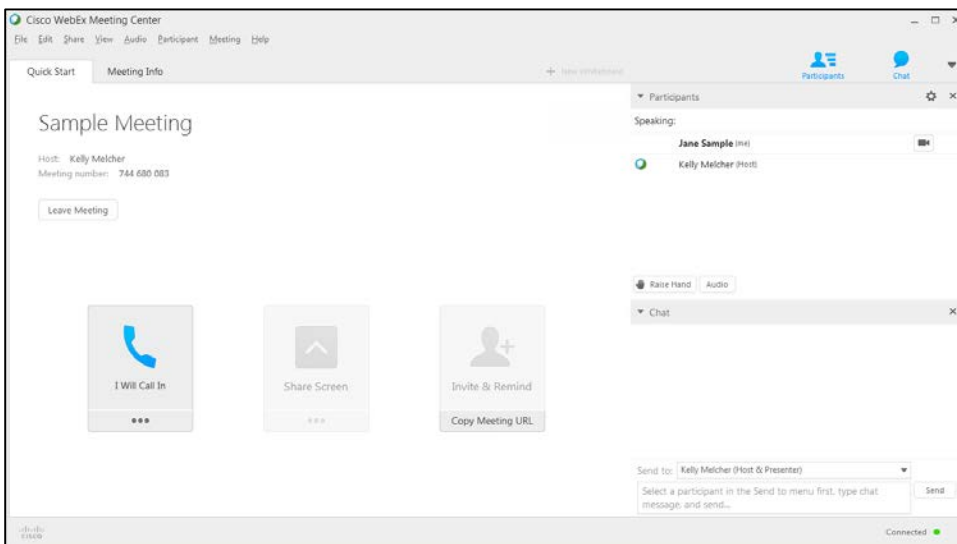 Cisco WebEx Meeting Center
File Edit Share View Audio Participant Meeting Help
Quick Start Meeting Info + New Whiteboard
Participants Chat
Participants
Speaking:
Sample Meeting
Jane Sample (me)
Host: Kelly Melcher
Kelly Melcher (Host)
Meeting number: 744 680 083
Leave Meeting
Raise Hand Audio
Chat
I Will Call In
Share Screen
Invite & Remind
Copy Meeting URL
Send to: Kelly Melcher (Host & Presenter)
Select a participant in the Send to menu first, type chat
message, and send...
Send
CISCO
Connected